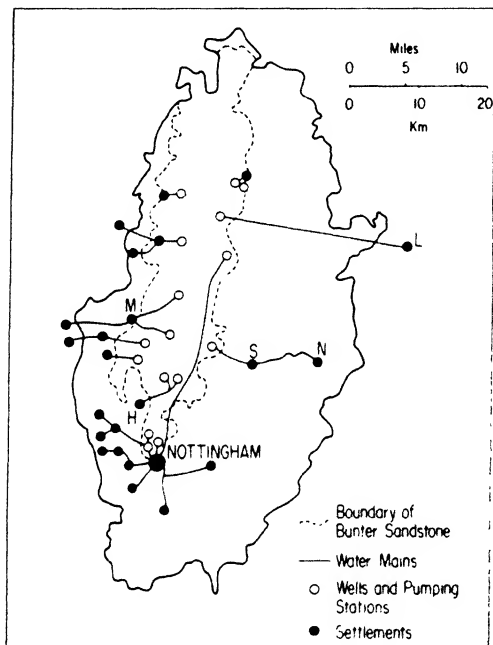 Miles
0 5 10
0 10 20
Km
L
M
S
N
H
NOTTINGHAM
Boundary of
Bunter Sandstone
Water Mains
Wells and Pumping
Stations
Settlements